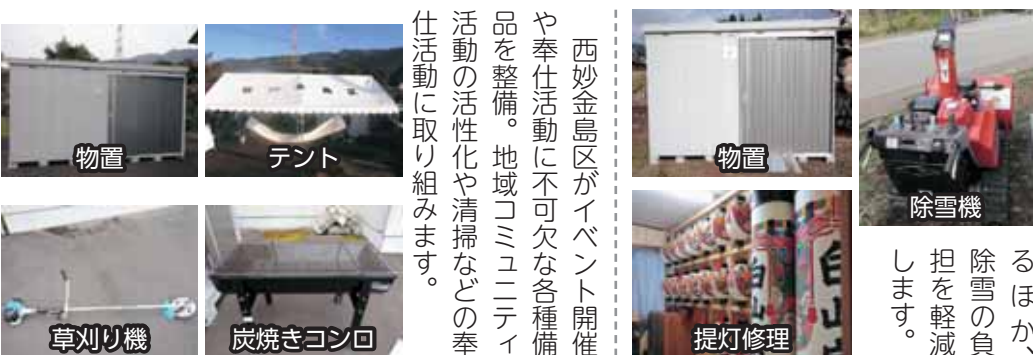 除雪機
るほか、
除雪の負
担を軽減
します。
物置
提灯修理
白山
白山
西妙金島区がイベント開催
や奉仕活動に不可欠な各種備
品を整備。地域コミュニティ
活動の活性化や清掃などの奉
仕活動に取り組みます。
物置
テント
草刈り機
炭焼きコンロ